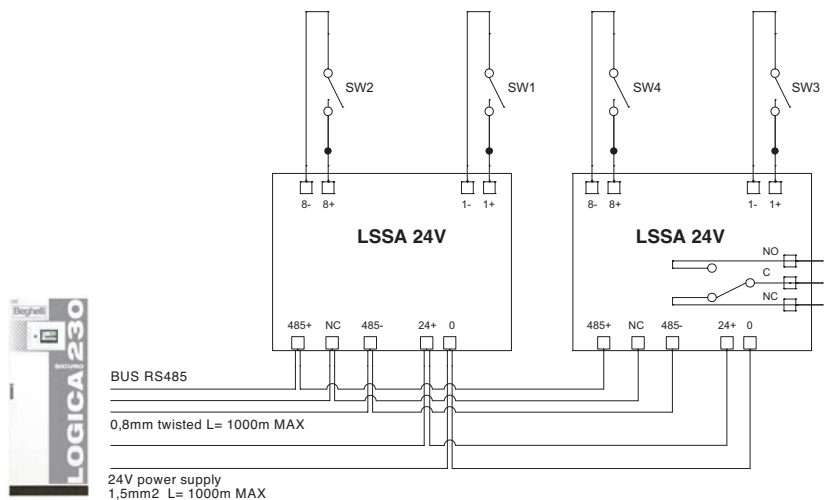 SW2 SW1 SW4 SW3
8- 8+ 1- 1+ 8- 8+ 1- 1+
LSSA 24V LSSA 24V
NO
C
NC
Beghelli
LOGICA 230
SICURO
485+ NC 485- 24+ 0 485+ NC 485- 24+ 0
BUS RS485
0,8mm twisted L= 1000m MAX
24V power supply
1,5mm2 L= 1000m MAX